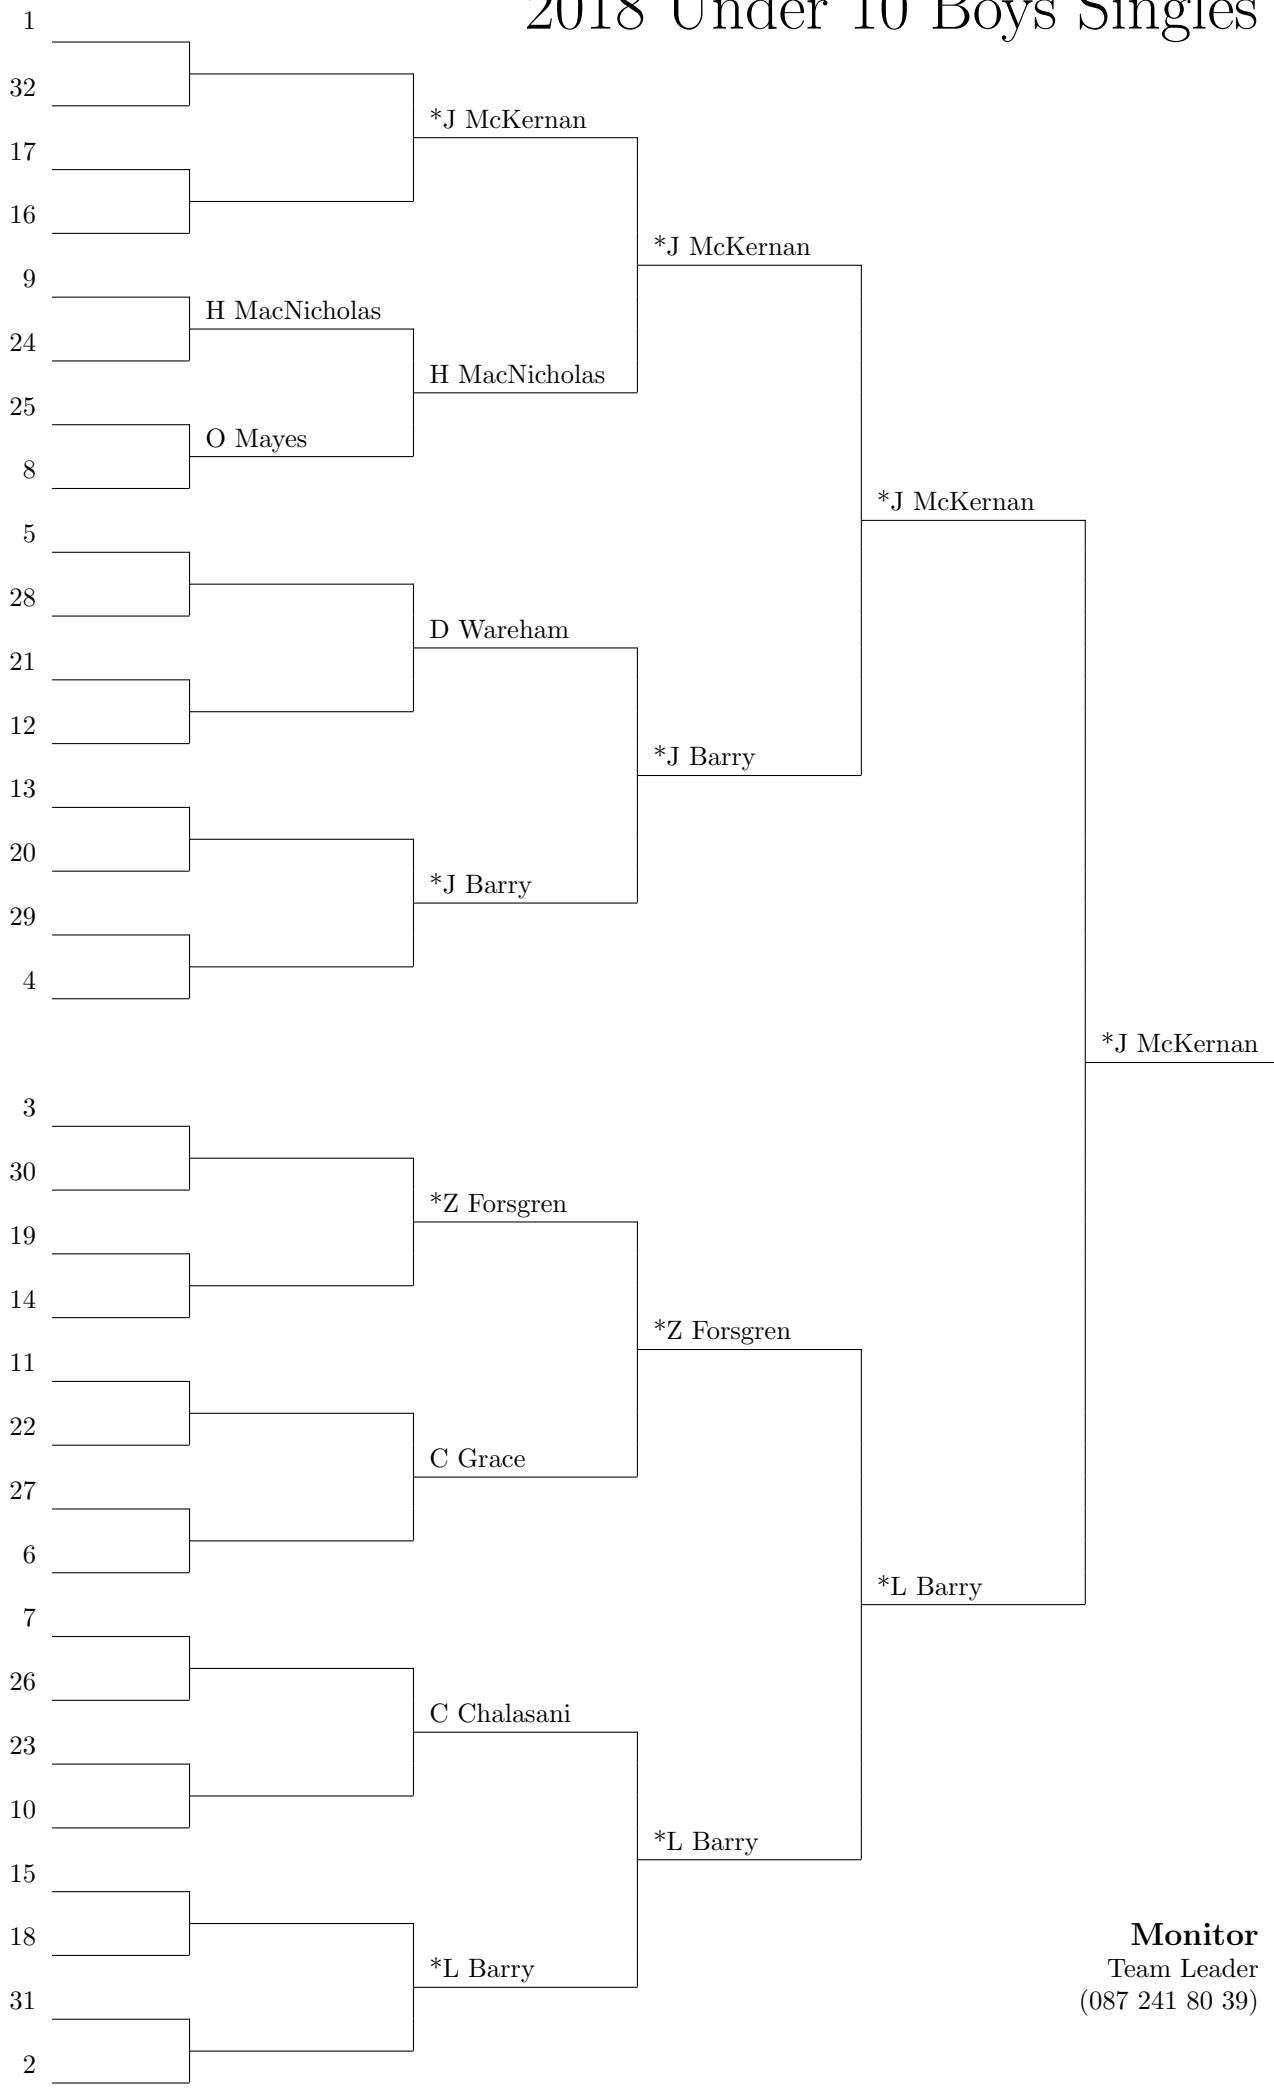 2018 Under 10 Boys Singles
1
32
*J McKernan
17
16
*J McKernan
9
H MacNicholas
24
H MacNicholas
25
O Mayes
8
*J McKernan
5
28
D Wareham
21
12
*J Barry
13
20
*J Barry
29
4
*J McKernan
3
30
*Z Forsgren
19
14
*Z Forsgren
11
22
C Grace
27
6
*L Barry
7
26
C Chalasani
23
10
*L Barry
15
18
*L Barry
31
2
Monitor
Team Leader
(087 241 80 39)